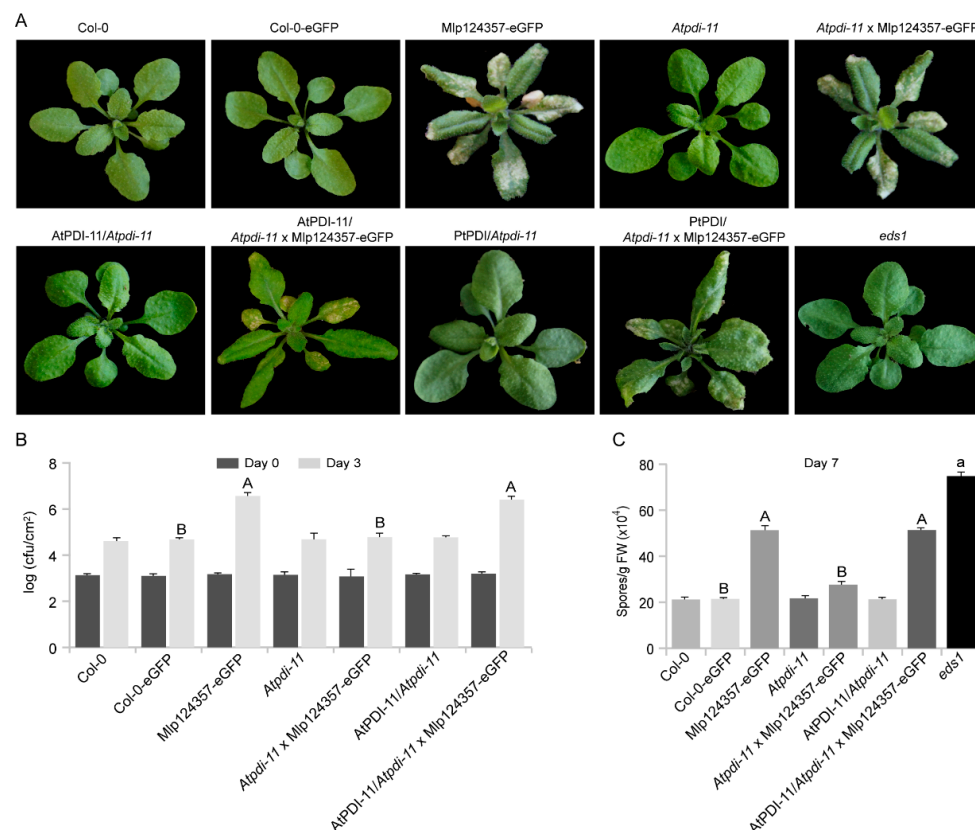 A
Col-0 Col-0-eGFP Mlp124357-eGFP Atpdi-11 Atpdi-11 x Mlp124357-eGFP
AtPDI-11/Atpdi-11
AtPDI-11/
Atpdi-11 x Mlp124357-eGFP
PtPDI/Atpdi-11
PtPDI/
Atpdi-11 x Mlp124357-eGFP
eds1
B
Day 0 Day 3
log (cfu/cm²)
8
6
4
2
0
A
A
B
B
Col-0
Col-0-eGFP
Mlp124357-eGFP
Atpdi-11
Atpdi-11 x Mlp124357-eGFP
AtPDI-11/Atpdi-11
AtPDI-11/Atpdi-11 x Mlp124357-eGFP
C
Day 7
Spores/g FW (x10⁴)
80
60
40
20
0
a
A
A
B
B
Col-0
Col-0-eGFP
Mlp124357-eGFP
Atpdi-11
Atpdi-11 x Mlp124357-eGFP
AtPDI-11/Atpdi-11
AtPDI-11/Atpdi-11 x Mlp124357-eGFP
eds1